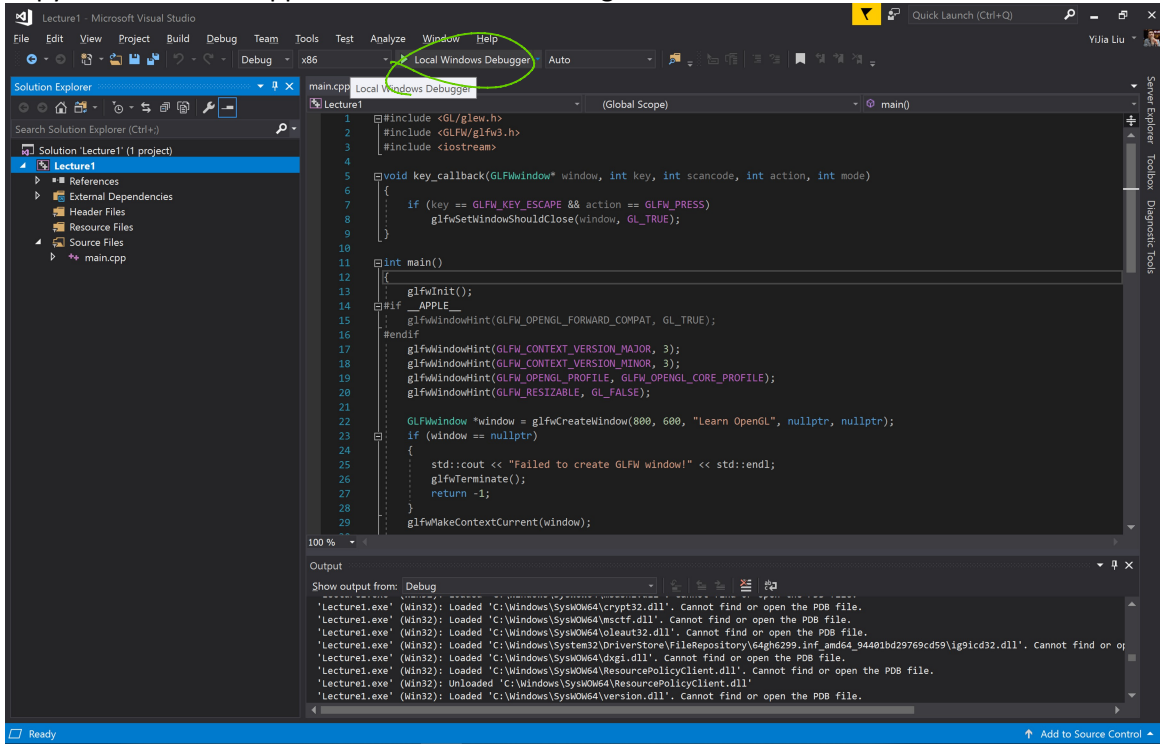 Lecture1 - Microsoft Visual Studio
Quick Launch (Ctrl+Q)
File Edit View Project Build Debug Team Tools Test Analyze Window Help
YiJia Liu
Debug x86 Local Windows Debugger Auto
Solution Explorer
Search Solution Explorer (Ctrl+;)
Solution 'Lecture1' (1 project)
Lecture1
References
External Dependencies
Header Files
Resource Files
Source Files
main.cpp
main.cpp
Local Windows Debugger
Lecture1 (Global Scope) main()
1 #include <GL/glew.h>
2 #include <GLFW/glfw3.h>
3 #include <iostream>
4
5 void key_callback(GLFWwindow* window, int key, int scancode, int action, int mode)
6 {
7 if (key == GLFW_KEY_ESCAPE && action == GLFW_PRESS)
8 glfwSetWindowShouldClose(window, GL_TRUE);
9 }
10
11 int main()
12 {
13 glfwInit();
14 #if __APPLE__
15 glfwWindowHint(GLFW_OPENGL_FORWARD_COMPAT, GL_TRUE);
16 #endif
17 glfwWindowHint(GLFW_CONTEXT_VERSION_MAJOR, 3);
18 glfwWindowHint(GLFW_CONTEXT_VERSION_MINOR, 3);
19 glfwWindowHint(GLFW_OPENGL_PROFILE, GLFW_OPENGL_CORE_PROFILE);
20 glfwWindowHint(GLFW_RESIZABLE, GL_FALSE);
21
22 GLFWwindow *window = glfwCreateWindow(800, 600, "Learn OpenGL", nullptr, nullptr);
23 if (window == nullptr)
24 {
25 std::cout << "Failed to create GLFW window!" << std::endl;
26 glfwTerminate();
27 return -1;
28 }
29 glfwMakeContextCurrent(window);
100 %
Output
Show output from: Debug
'Lecture1.exe' (Win32): Loaded 'C:\Windows\SysWOW64\crypt32.dll'. Cannot find or open the PDB file.
'Lecture1.exe' (Win32): Loaded 'C:\Windows\SysWOW64\msctf.dll'. Cannot find or open the PDB file.
'Lecture1.exe' (Win32): Loaded 'C:\Windows\SysWOW64\oleaut32.dll'. Cannot find or open the PDB file.
'Lecture1.exe' (Win32): Loaded 'C:\Windows\System32\DriverStore\FileRepository\64gh6299.inf_amd64_94401bd29769cd59\ig9icd32.dll'. Cannot find or op
'Lecture1.exe' (Win32): Loaded 'C:\Windows\SysWOW64\dxgi.dll'. Cannot find or open the PDB file.
'Lecture1.exe' (Win32): Loaded 'C:\Windows\SysWOW64\ResourcePolicyClient.dll'. Cannot find or open the PDB file.
'Lecture1.exe' (Win32): Unloaded 'C:\Windows\SysWOW64\ResourcePolicyClient.dll'
'Lecture1.exe' (Win32): Loaded 'C:\Windows\SysWOW64\version.dll'. Cannot find or open the PDB file.
Server Explorer
Toolbox
Diagnostic Tools
Ready
Add to Source Control